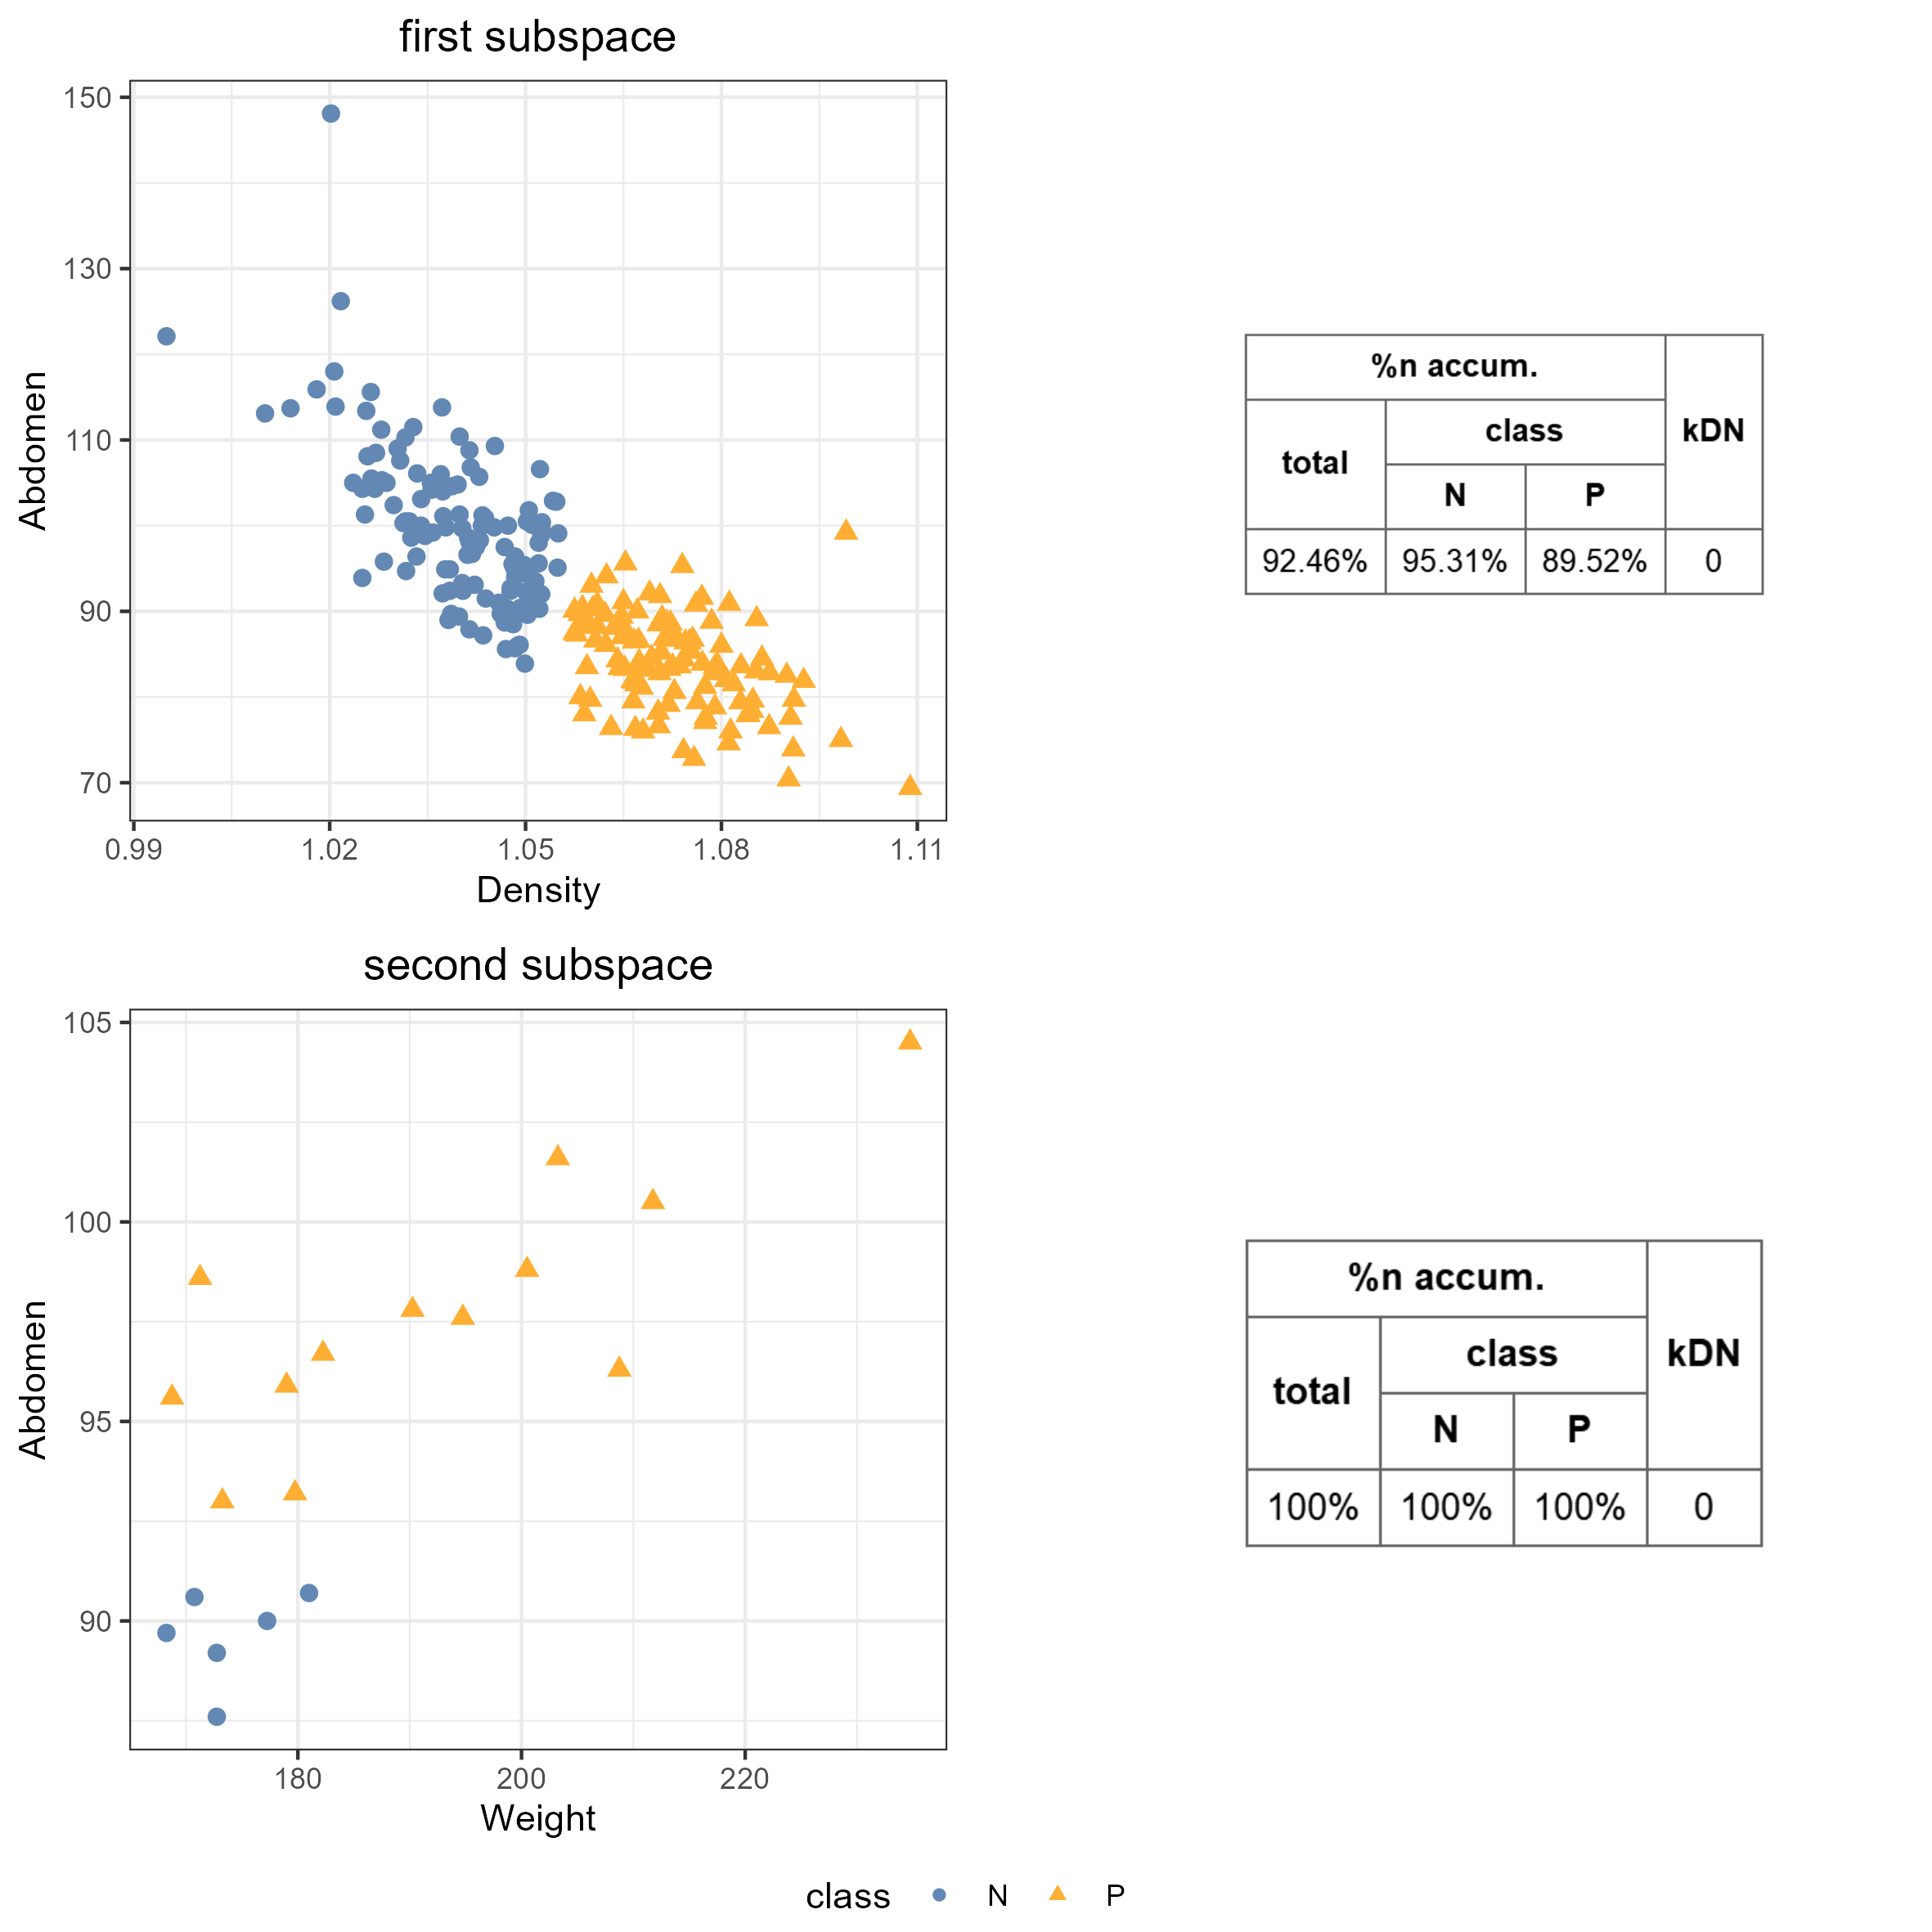 first subspace
150
130
110
90
70
Abdomen
0.99 1.02 1.05 1.08 1.11
Density
%n accum.
kDN
total
class
N P
92.46% 95.31% 89.52% 0
second subspace
105
100
95
90
Abdomen
180 200 220
Weight
%n accum.
kDN
total
class
N P
100% 100% 100% 0
class N P